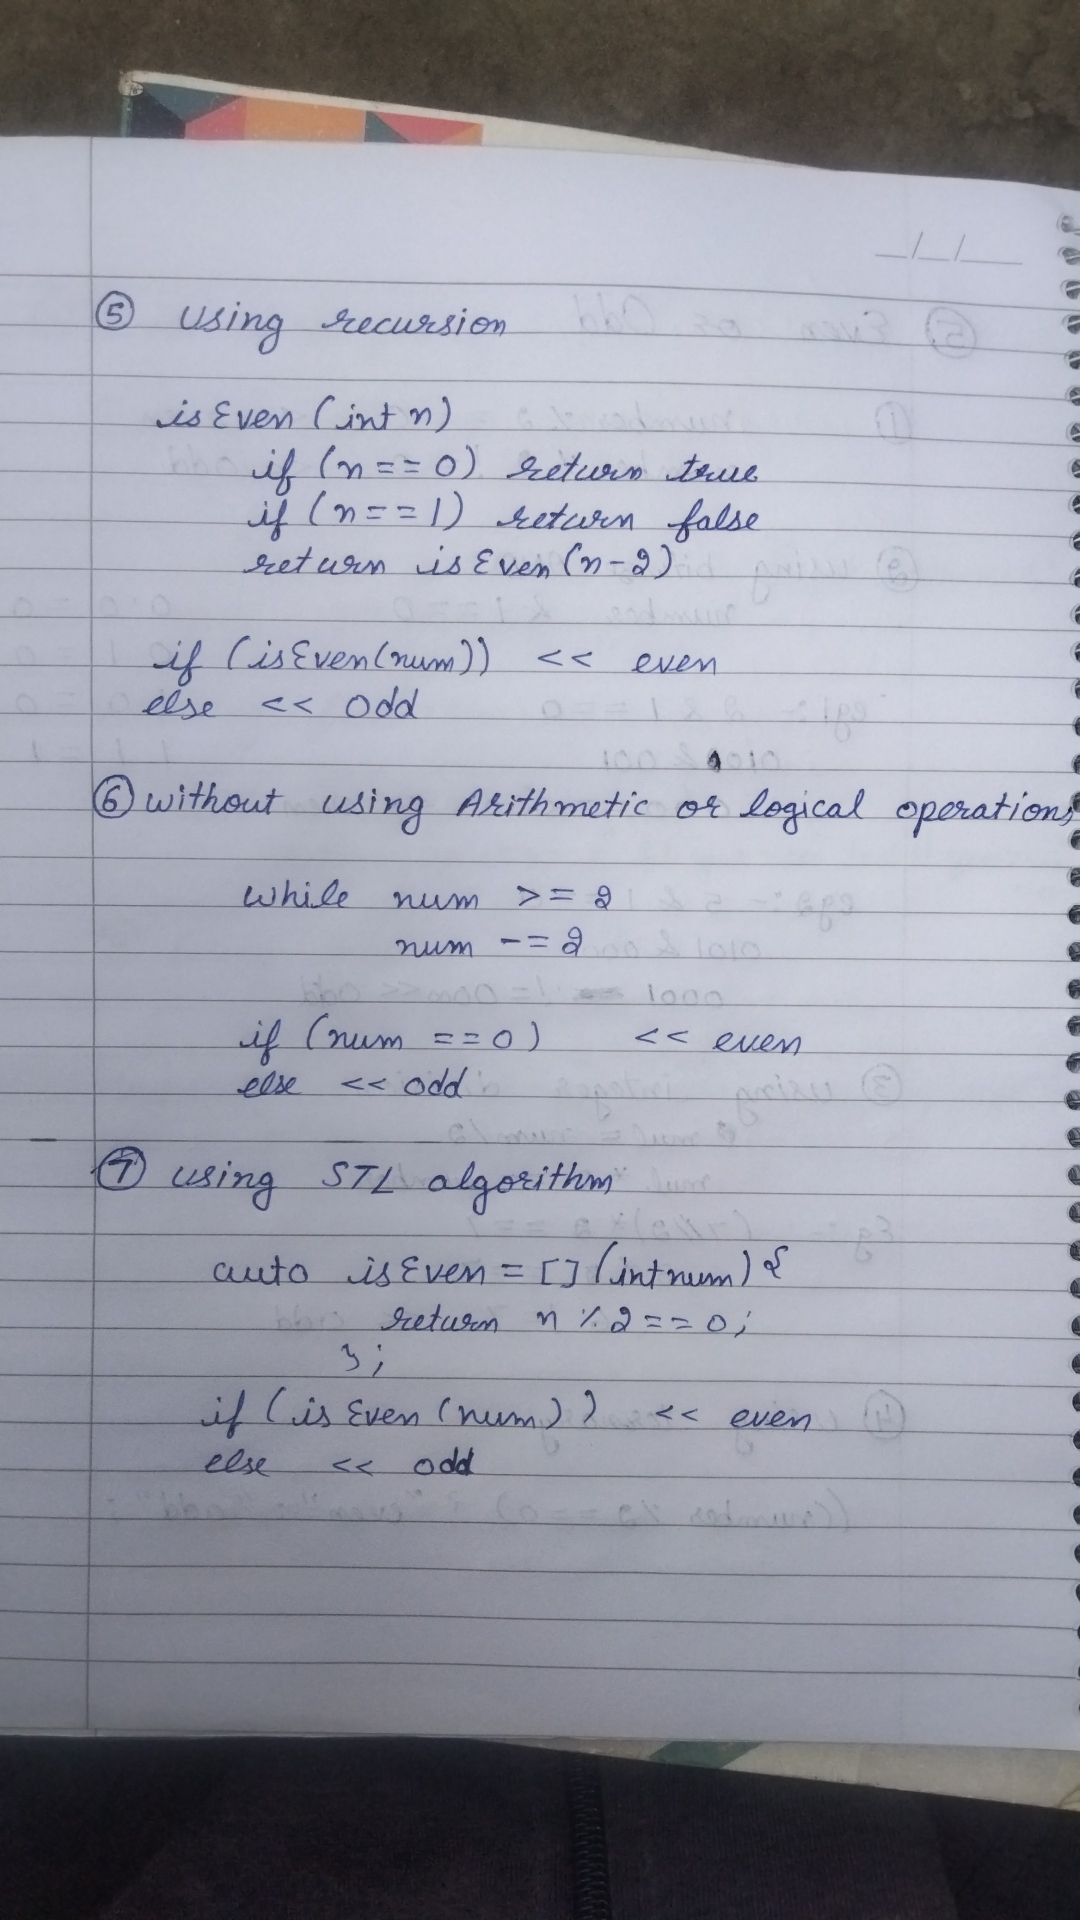 ⑤ using recursion
isEven (int n)
if (n == 0) return true
if (n == 1) return false
return isEven (n-2)
if (isEven(num)) << even
else << odd
⑥ without using Arithmetic or logical operations
while num >= 2
num -= 2
if (num == 0) << even
else << odd
⑦ using STL algorithm
auto isEven = [] (int num) {
return n % 2 == 0;
};
if (isEven (num)) << even
else << odd